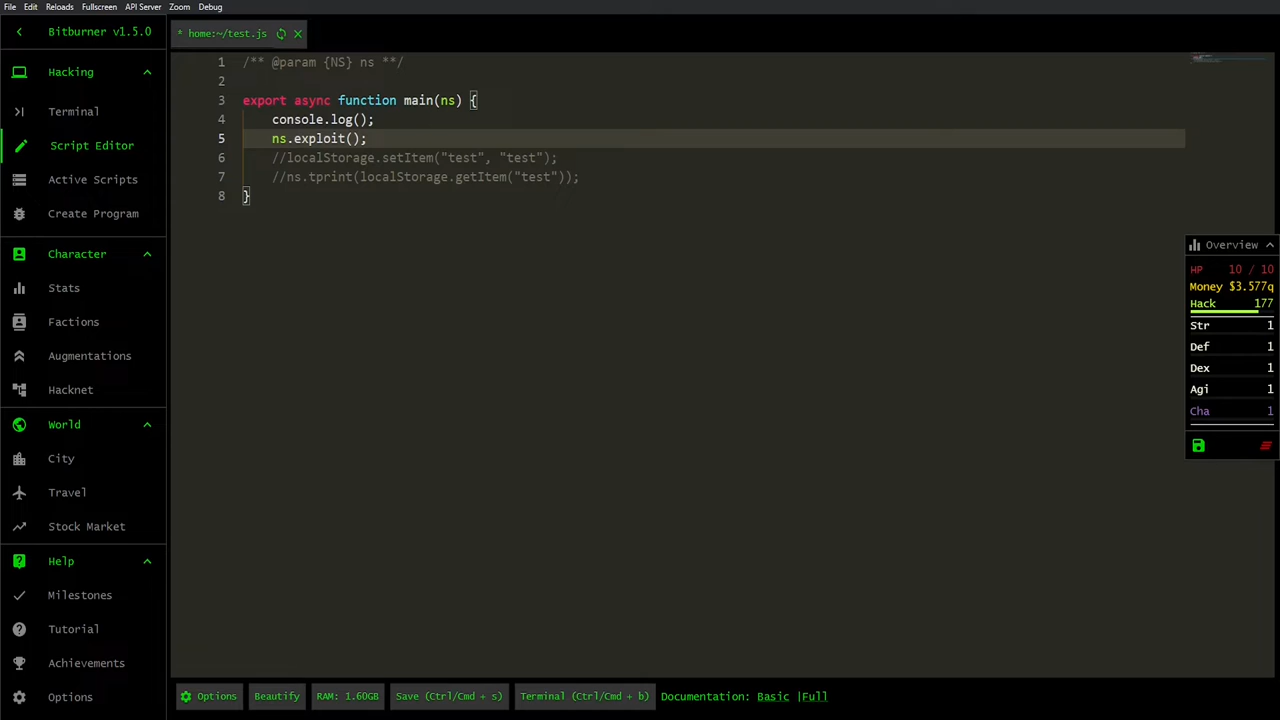 File Edit Reloads Fullscreen API Server Zoom Debug
Bitburner v1.5.0
Hacking
Terminal
Script Editor
Active Scripts
Create Program
Character
Stats
Factions
Augmentations
Hacknet
World
City
Travel
Stock Market
Help
Milestones
Tutorial
Achievements
Options
* home:~/test.js
1 /** @param {NS} ns **/
2
3 export async function main(ns) {
4 console.log();
5 ns.exploit();
6 //localStorage.setItem("test", "test");
7 //ns.tprint(localStorage.getItem("test"));
8 }
Overview
HP 10 / 10
Money $3.577q
Hack 177
Str 1
Def 1
Dex 1
Agi 1
Cha 1
Options Beautify RAM: 1.60GB Save (Ctrl/Cmd + s) Terminal (Ctrl/Cmd + b) Documentation: Basic |Full